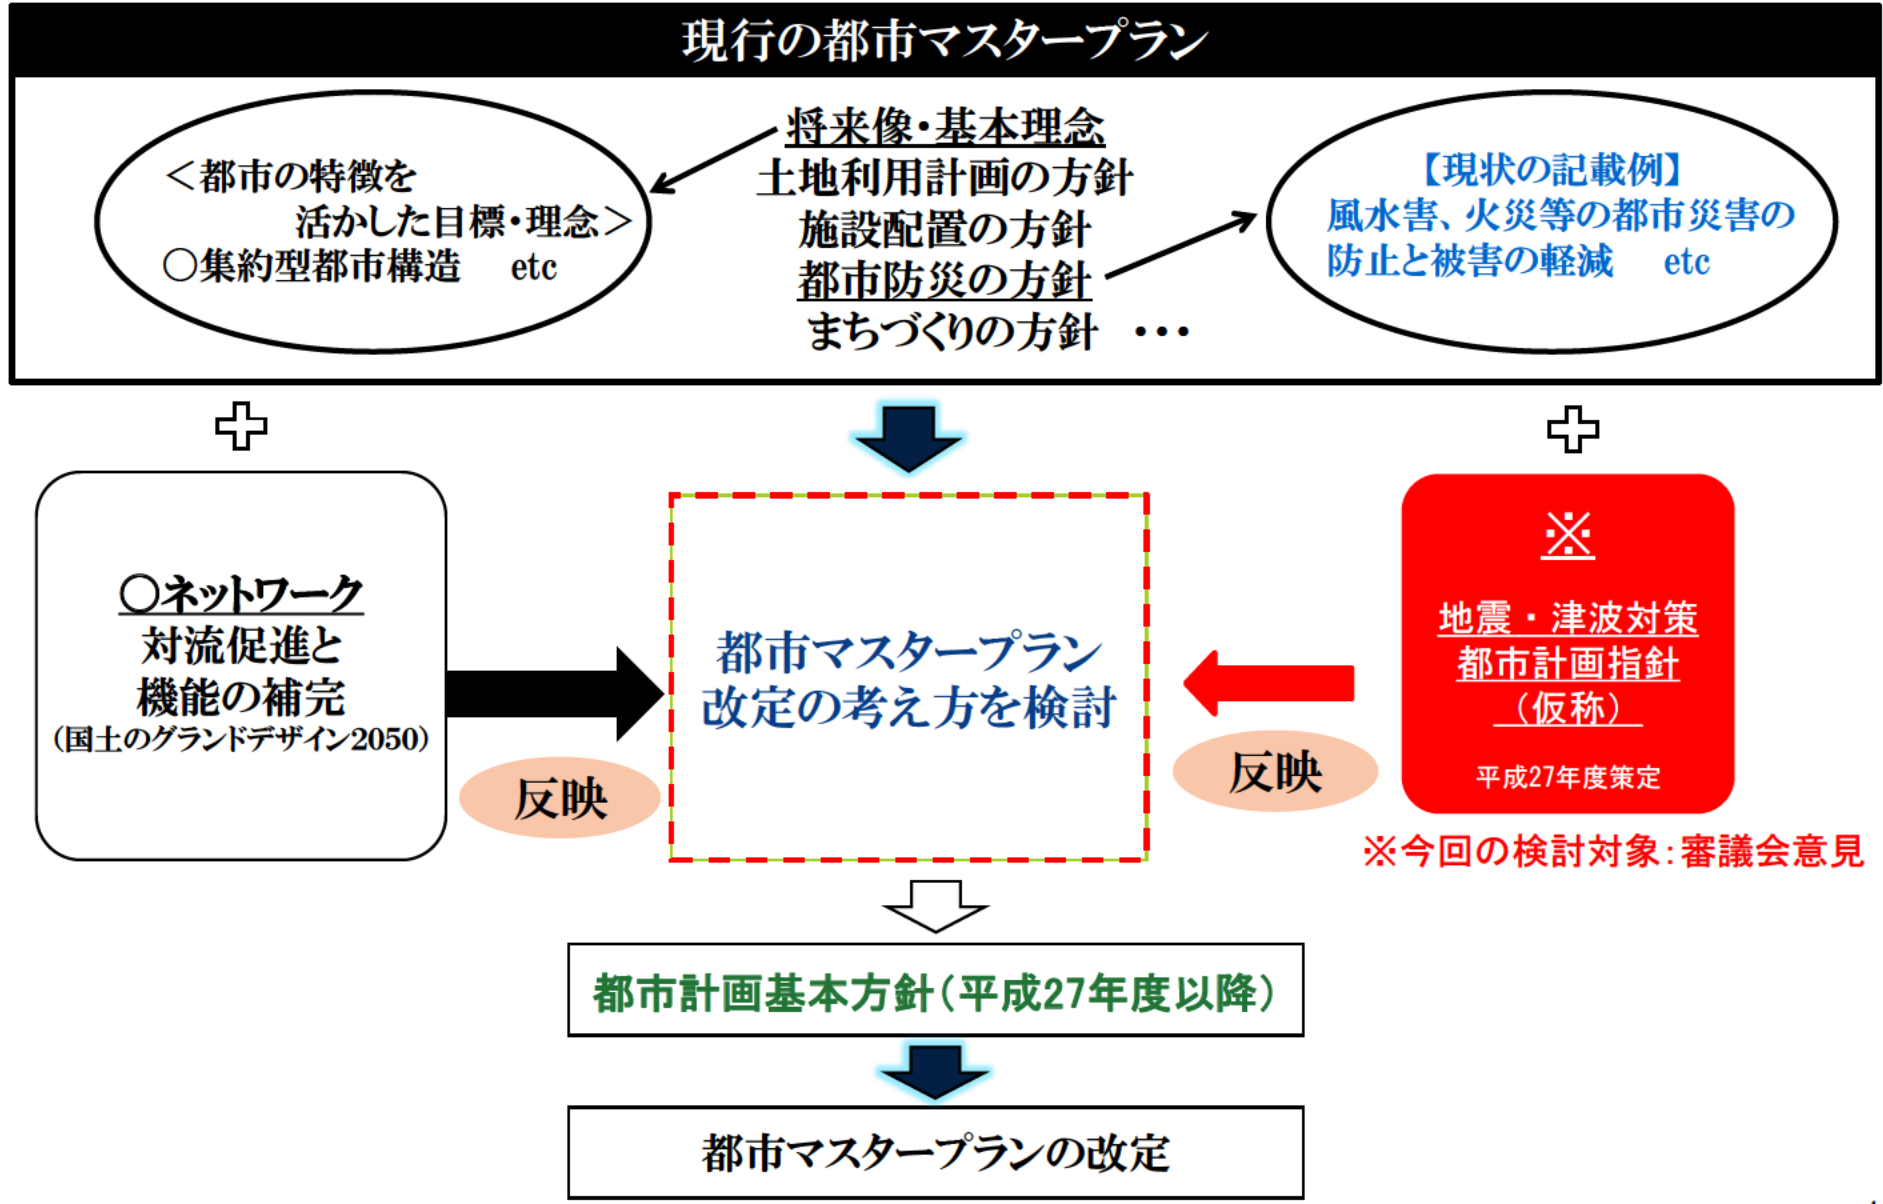 現行の都市マスタープラン
将来像・基本理念
土地利用計画の方針
施設配置の方針
都市防災の方針
まちづくりの方針 ・・・
＜都市の特徴を
活かした目標・理念＞
○集約型都市構造 etc
【現状の記載例】
風水害、火災等の都市災害の
防止と被害の軽減 etc
○ネットワーク
対流促進と
機能の補完
（国土のグランドデザイン2050）
反映
都市マスタープラン
改定の考え方を検討
反映
※
地震・津波対策
都市計画指針
（仮称）
平成27年度策定
※今回の検討対象：審議会意見
都市計画基本方針（平成27年度以降）
都市マスタープランの改定